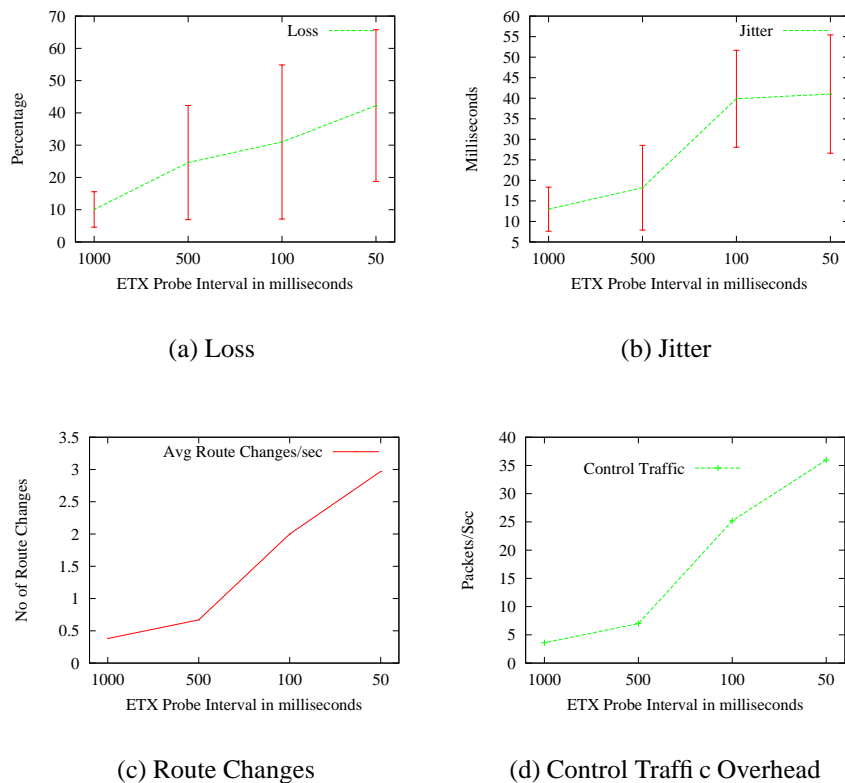 Loss
70
60
50
40
30
20
10
0
Percentage
1000 500 100 50
ETX Probe Interval in milliseconds
(a) Loss
Jitter
60
55
50
45
40
35
30
25
20
15
10
5
Milliseconds
1000 500 100 50
ETX Probe Interval in milliseconds
(b) Jitter
Avg Route Changes/sec
3.5
3
2.5
2
1.5
1
0.5
0
No of Route Changes
1000 500 100 50
ETX Probe Interval in milliseconds
(c) Route Changes
Control Traffic
40
35
30
25
20
15
10
5
0
Packets/Sec
1000 500 100 50
ETX Probe Interval in milliseconds
(d) Control Traffi c Overhead